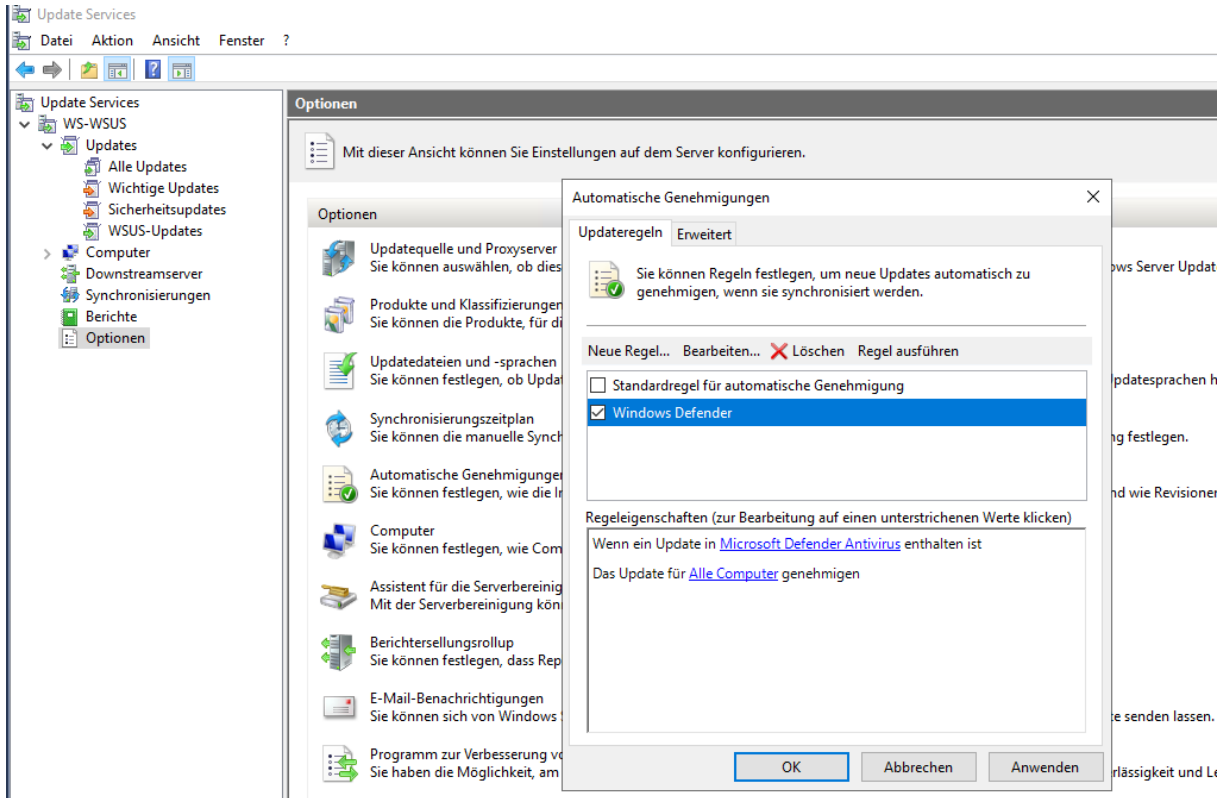 Update Services
Datei Aktion Ansicht Fenster ?
Update Services
WS-WSUS
Updates
Alle Updates
Wichtige Updates
Sicherheitsupdates
WSUS-Updates
Computer
Downstreamserver
Synchronisierungen
Berichte
Optionen
Optionen
Mit dieser Ansicht können Sie Einstellungen auf dem Server konfigurieren.
Optionen
Updatequelle und Proxyserver
Sie können auswählen, ob dies
ows Server Updat
Produkte und Klassifizierungen
Sie können die Produkte, für di
Updatedateien und -sprachen
Sie können festlegen, ob Updat
Updatesprachen h
Synchronisierungszeitplan
Sie können die manuelle Synch
ng festlegen.
Automatische Genehmigungen
Sie können festlegen, wie die In
nd wie Revisionen
Computer
Sie können festlegen, wie Com
Assistent für die Serverbereinig
Mit der Serverbereinigung könn
Berichtersellungsrollup
Sie können festlegen, dass Rep
E-Mail-Benachrichtigungen
Sie können sich von Windows S
te senden lassen.
Programm zur Verbesserung vo
Sie haben die Möglichkeit, am
rlässigkeit und Le
Automatische Genehmigungen
Updateregeln Erweitert
Sie können Regeln festlegen, um neue Updates automatisch zu
genehmigen, wenn sie synchronisiert werden.
Neue Regel... Bearbeiten... Löschen Regel ausführen
Standardregel für automatische Genehmigung
Windows Defender
Regeleigenschaften (zur Bearbeitung auf einen unterstrichenen Werte klicken)
Wenn ein Update in Microsoft Defender Antivirus enthalten ist
Das Update für Alle Computer genehmigen
OK Abbrechen Anwenden